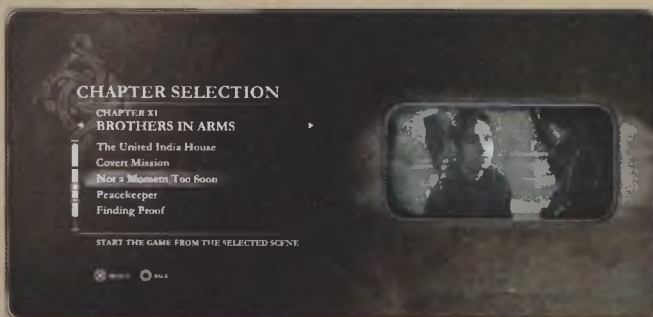 CHAPTER SELECTION
CHAPTER XI
BROTHERS IN ARMS
The United India House
Covert Mission
Not a Moment Too Soon
Peacekeeper
Finding Proof
START THE GAME FROM THE SELECTED SCENE
BACK